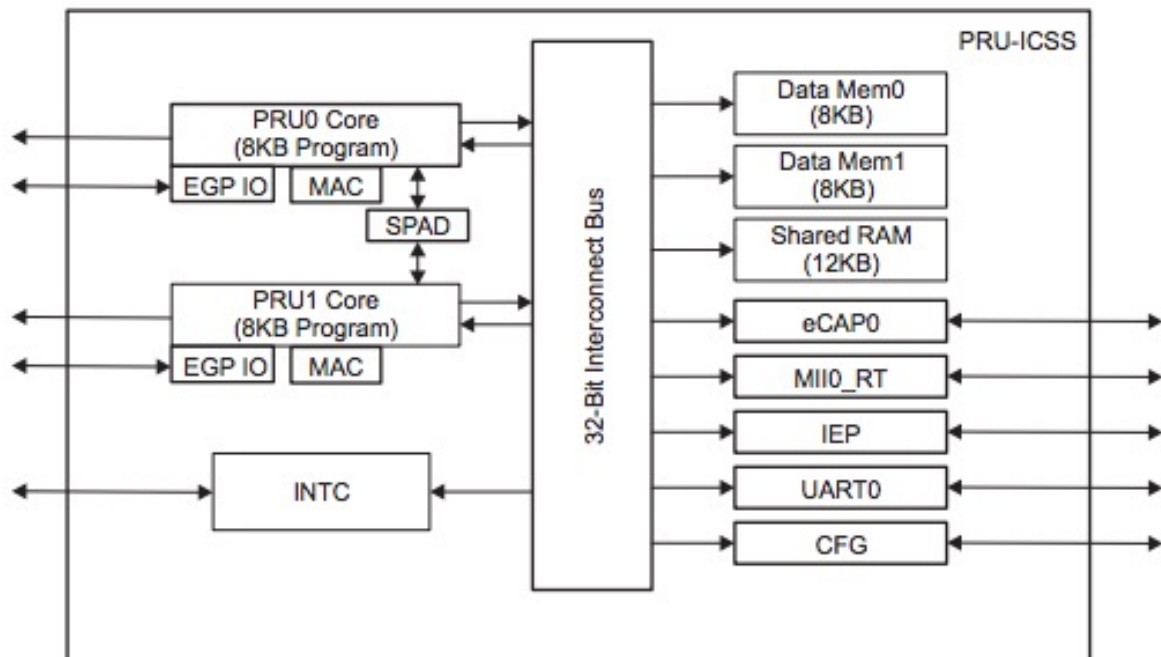 PRU-ICSS
PRU0 Core
(8KB Program)
EGP IO
MAC
SPAD
PRU1 Core
(8KB Program)
EGP IO
MAC
INTC
32-Bit Interconnect Bus
Data Mem0
(8KB)
Data Mem1
(8KB)
Shared RAM
(12KB)
eCAP0
MII0_RT
IEP
UART0
CFG